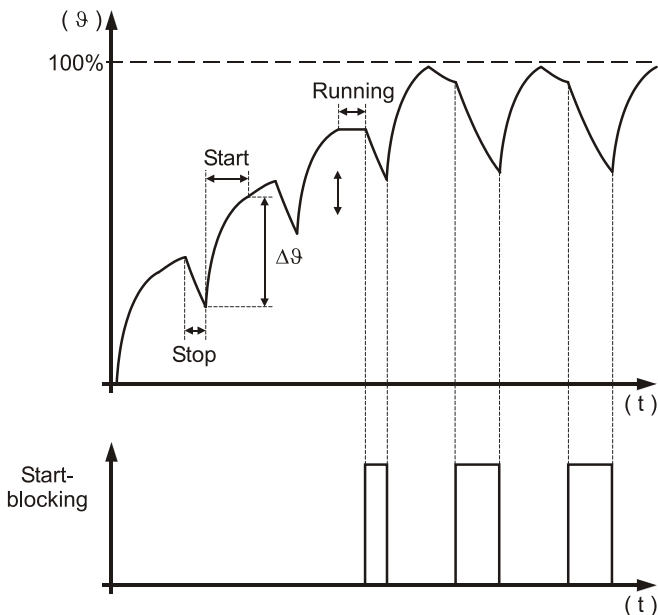 ( ϑ )
100%
Running
Start
Δϑ
Stop
( t )
Start-
blocking
( t )